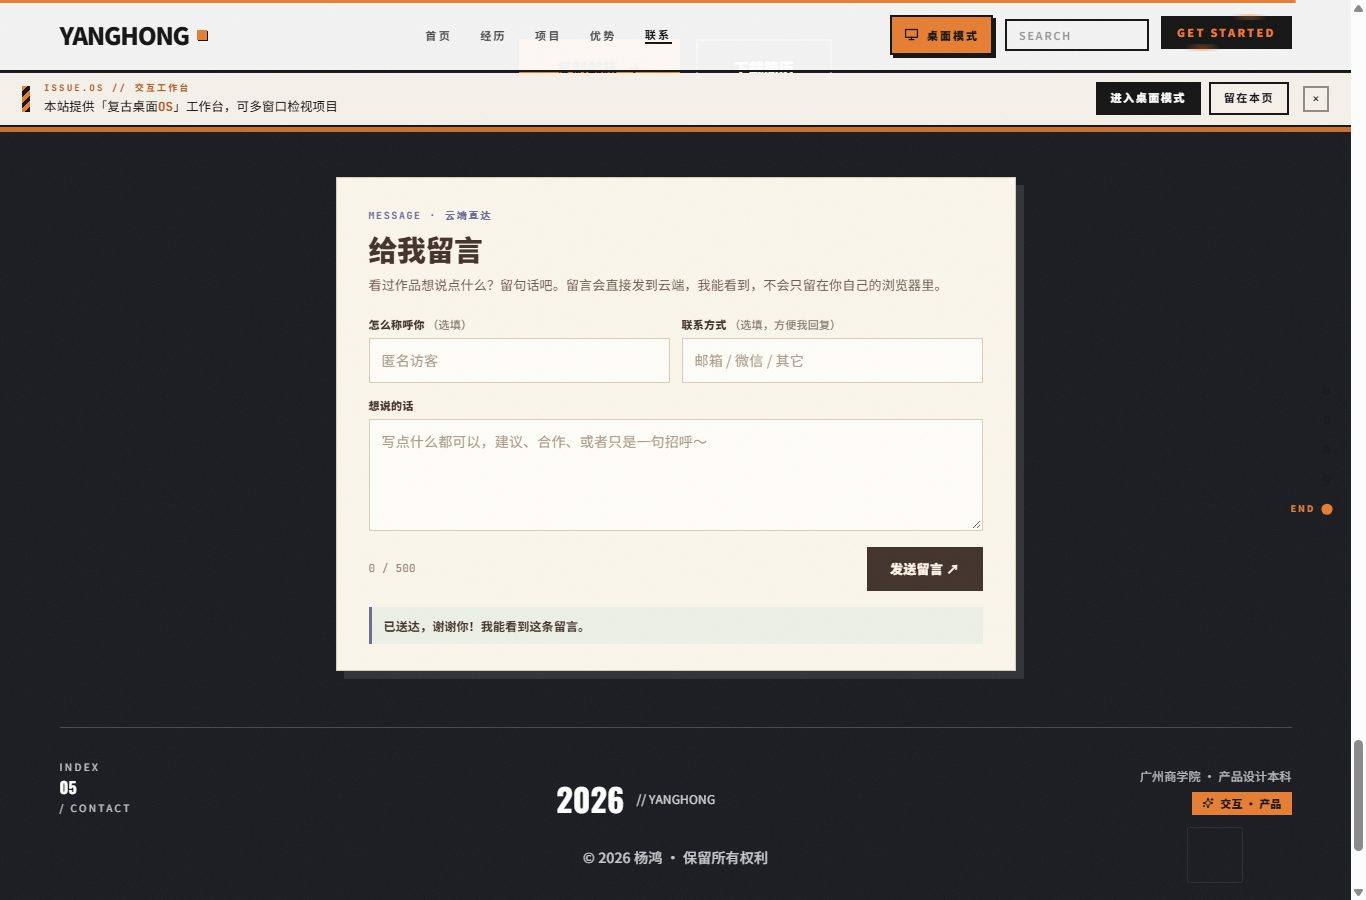 YANGHONG
首页 经历 项目 优势 联系
桌面模式
SEARCH
GET STARTED
ISSUE.OS // 交互工作台
本站提供「复古桌面OS」工作台，可多窗口检视项目
进入桌面模式
留在本页
×
MESSAGE · 云端直达
给我留言
看过作品想说点什么？留句话吧。留言会直接发到云端，我能看到，不会只留在你自己的浏览器里。
怎么称呼你 （选填）
联系方式 （选填，方便我回复）
匿名访客
邮箱 / 微信 / 其它
想说的话
写点什么都可以，建议、合作、或者只是一句招呼～
END
0 / 500
发送留言 ↗
已送达，谢谢你！我能看到这条留言。
INDEX
05
/ CONTACT
2026 // YANGHONG
广州商学院 · 产品设计本科
交互 · 产品
© 2026 杨鸿 · 保留所有权利